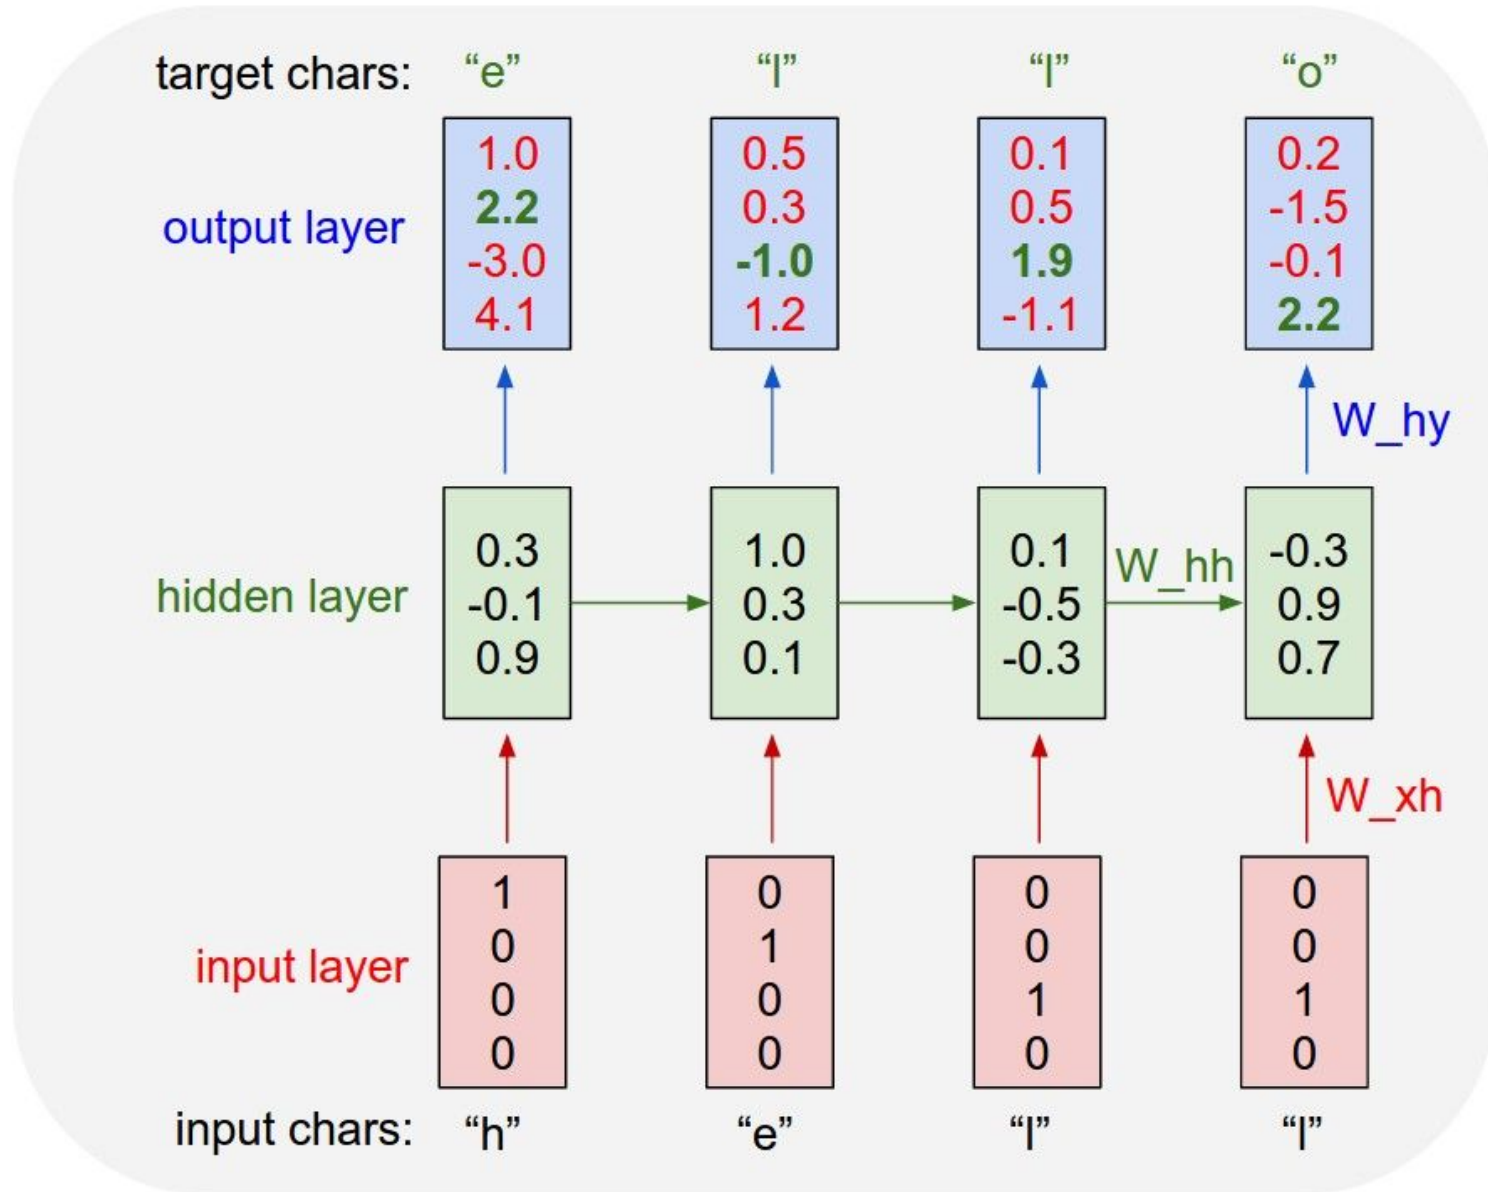 target chars: “e” “l” “l” “o”
1.0 0.5 0.1 0.2
2.2 0.3 0.5 -1.5
output layer
-3.0 -1.0 1.9 -0.1
4.1 1.2 -1.1 2.2
W_hy
0.3 1.0 0.1 -0.3
W_hh
hidden layer
-0.1 0.3 -0.5 0.9
0.9 0.1 -0.3 0.7
W_xh
1 0 0 0
0 1 0 0
input layer
0 0 1 1
0 0 0 0
input chars: “h” “e” “l” “l”